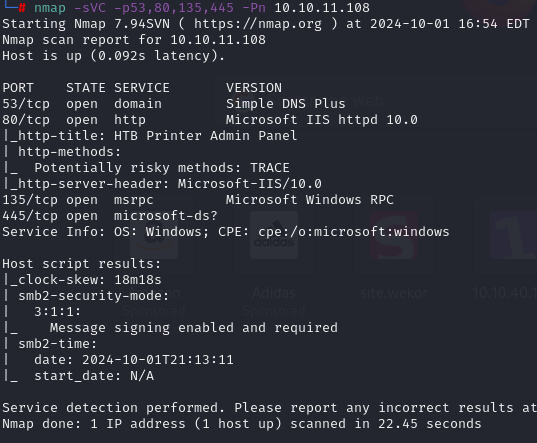 └─# nmap -sVC -p53,80,135,445 -Pn 10.10.11.108
Starting Nmap 7.94SVN ( https://nmap.org ) at 2024-10-01 16:54 EDT
Nmap scan report for 10.10.11.108
Host is up (0.092s latency).

PORT    STATE SERVICE       VERSION
53/tcp  open  domain        Simple DNS Plus
80/tcp  open  http          Microsoft IIS httpd 10.0
|_http-title: HTB Printer Admin Panel
| http-methods:
|_  Potentially risky methods: TRACE
|_http-server-header: Microsoft-IIS/10.0
135/tcp open  msrpc         Microsoft Windows RPC
445/tcp open  microsoft-ds?
Service Info: OS: Windows; CPE: cpe:/o:microsoft:windows

Host script results:
|_clock-skew: 18m18s
| smb2-security-mode:
|   3:1:1:
|_    Message signing enabled and required
| smb2-time:
|   date: 2024-10-01T21:13:11
|_  start_date: N/A
Adidas
site.wekor
10.10.40.1

Service detection performed. Please report any incorrect results at
Nmap done: 1 IP address (1 host up) scanned in 22.45 seconds